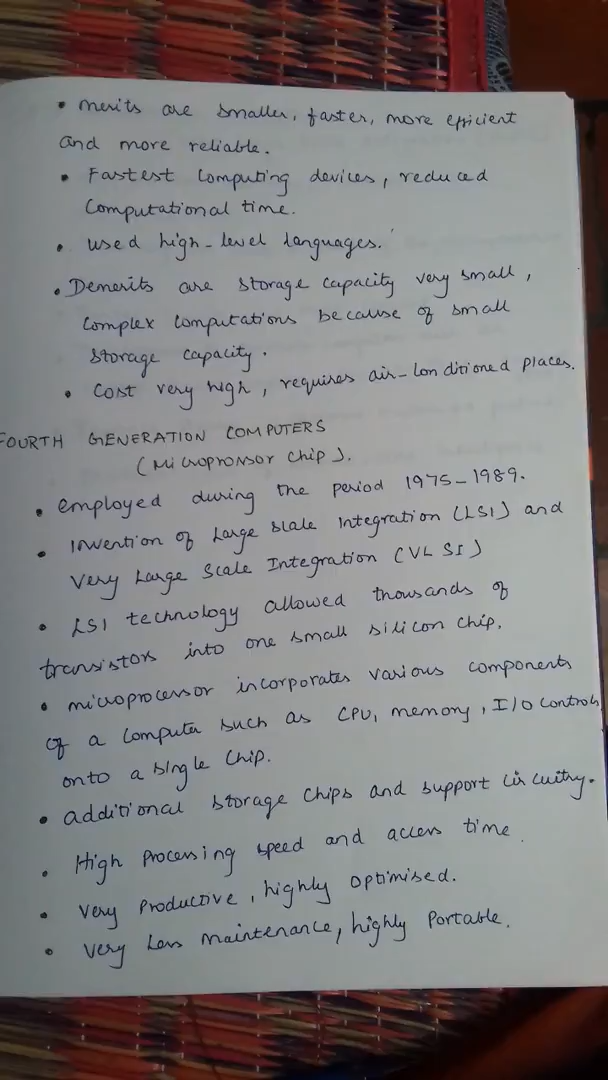 • merits are smaller, faster, more efficient
and more reliable.
• Fastest computing devices, reduced
computational time.
• used high-level languages.
• Demerits are storage capacity very small,
complex computations because of small
storage capacity.
• Cost very high, requires air-conditioned places.
FOURTH GENERATION COMPUTERS
(Micropronsor chip).
• employed during the period 1975-1989.
• Invention of Large Scale Integration (LSI) and
Very Large Scale Integration (VLSI)
• LSI technology allowed thousands of
transistors into one small silicon chip.
• microprocessor incorporates various components
of a computer such as CPU, memory, I/O controls
onto a single chip.
• additional storage chips and support circuitry.
• High Processing speed and access time.
• Very Productive, highly optimised.
• Very Less maintenance, highly Portable.